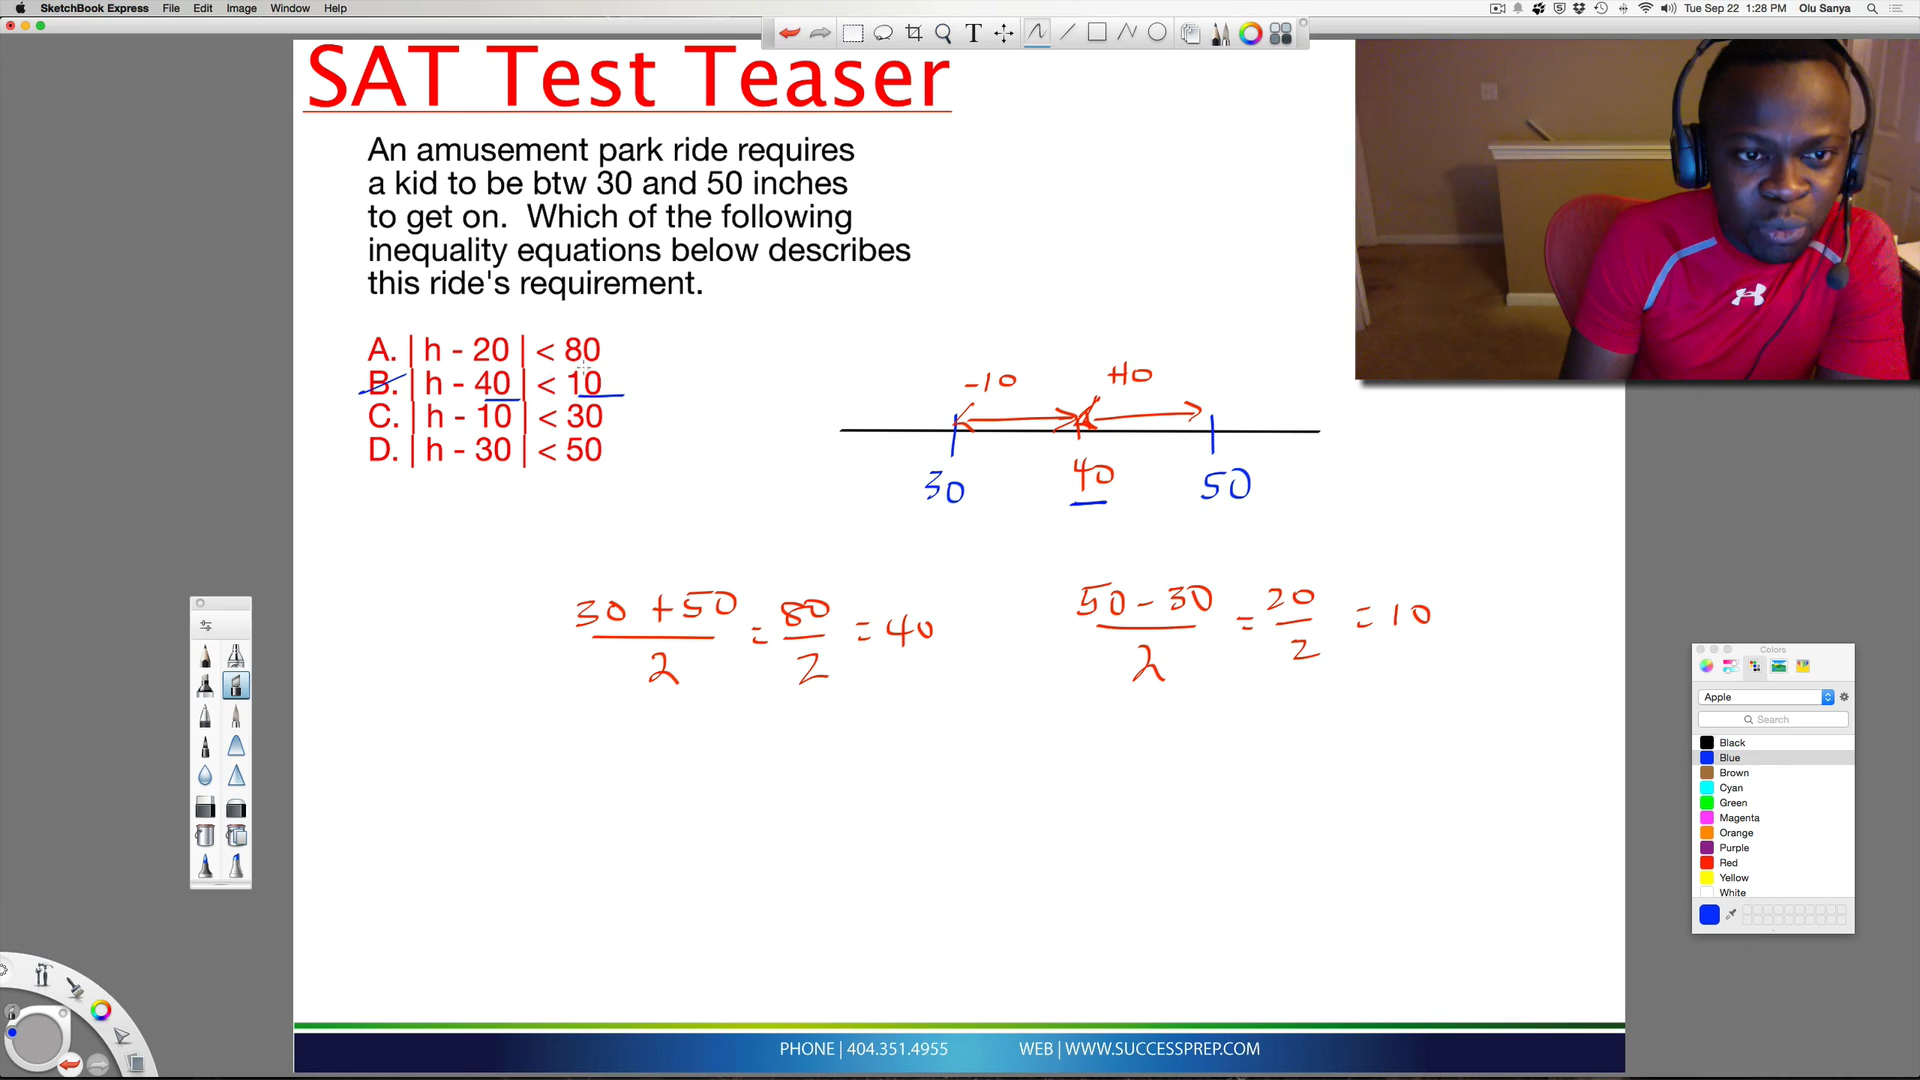 SketchBook Express File Edit Image Window Help
Tue Sep 22 1:28 PM Olu Sanya
SAT Test Teaser
An amusement park ride requires
a kid to be btw 30 and 50 inches
to get on. Which of the following
inequality equations below describes
this ride's requirement.
A. | h - 20 | < 80
B. | h - 40 | < 10
C. | h - 10 | < 30
D. | h - 30 | < 50
-10 +10
30 40 50
30 + 50 / 2 = 80 / 2 = 40
50 - 30 / 2 = 20 / 2 = 10
Colors
Apple
Search
Black
Blue
Brown
Cyan
Green
Magenta
Orange
Purple
Red
Yellow
White
PHONE | 404.351.4955 WEB | WWW.SUCCESSPREP.COM